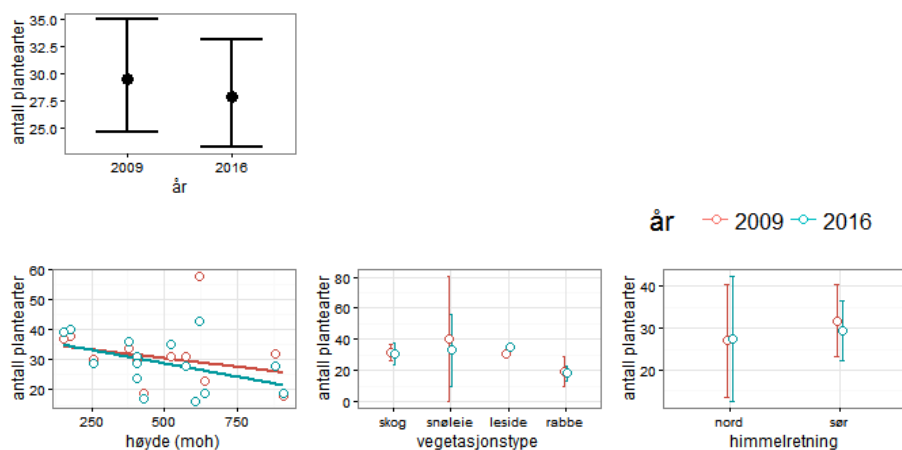 antall plantearter
35.0
32.5
30.0
27.5
25.0
2009 2016
år
år 2009 2016
antall plantearter
60
50
40
30
20
250 500 750
høyde (moh)
antall plantearter
80
60
40
20
0
skog snøleie leside rabbe
vegetasjonstype
antall plantearter
40
30
20
nord sør
himmelretning